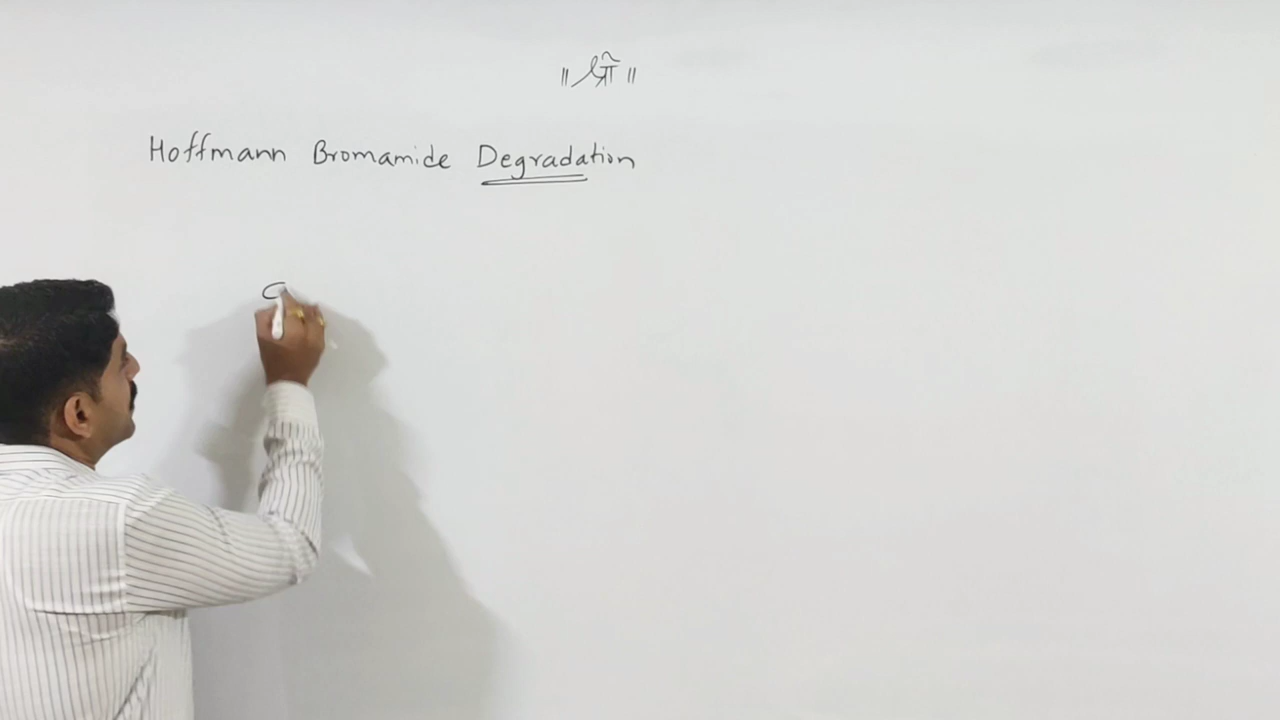 ॥ श्री ॥
Hoffmann Bromamide Degradation